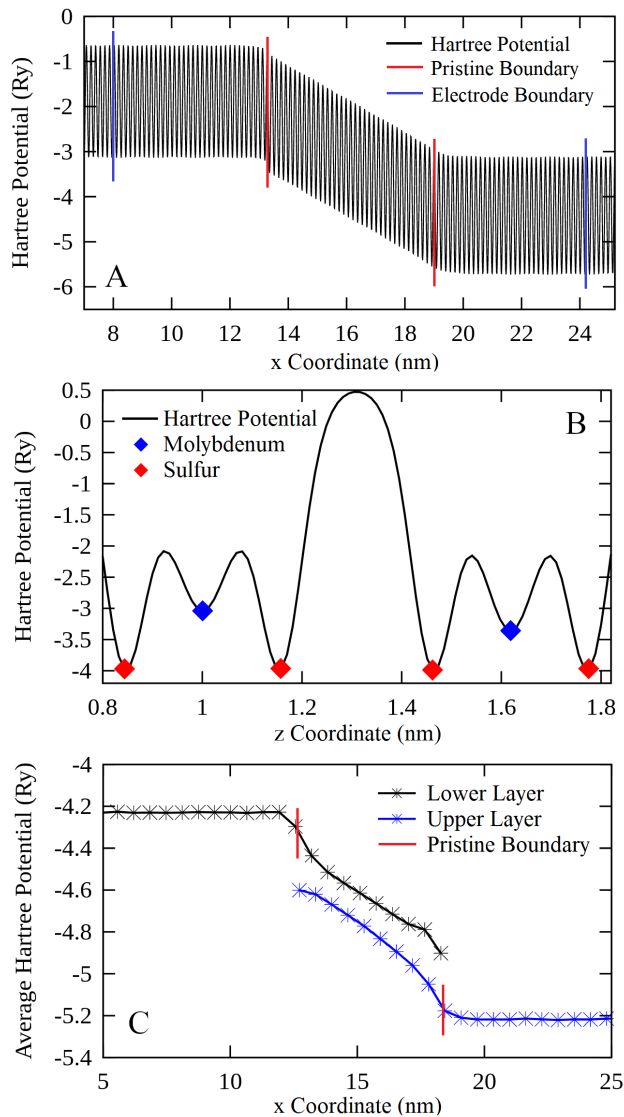 0
-1
-2
-3
-4
-5
-6
Hartree Potential (Ry)
Hartree Potential
Pristine Boundary
Electrode Boundary
A
8 10 12 14 16 18 20 22 24
x Coordinate (nm)
0.5
0
-0.5
-1
-1.5
-2
-2.5
-3
-3.5
-4
Hartree Potential (Ry)
Hartree Potential
Molybdenum
Sulfur
B
0.8 1 1.2 1.4 1.6 1.8
z Coordinate (nm)
-4
-4.2
-4.4
-4.6
-4.8
-5
-5.2
-5.4
Average Hartree Potential (Ry)
Lower Layer
Upper Layer
Pristine Boundary
C
5 10 15 20 25
x Coordinate (nm)